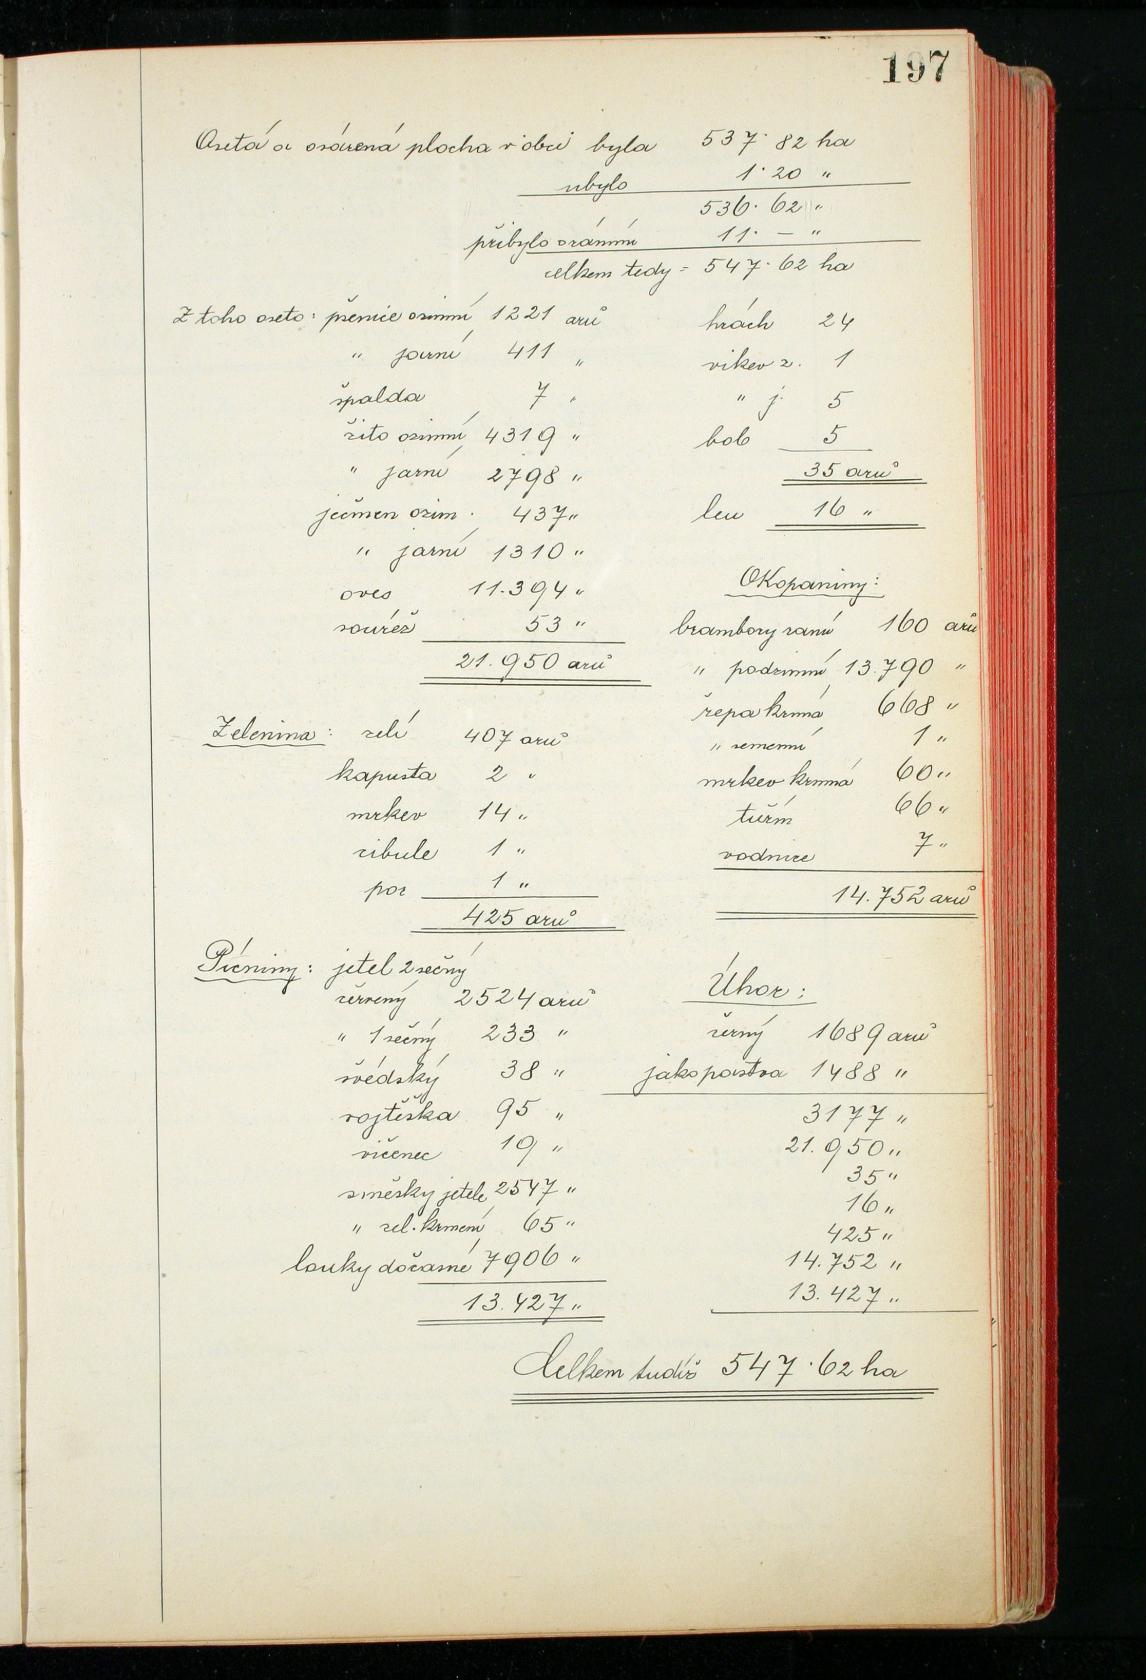 197
Osetá a osázená plocha v obci byla 537·82 ha
ubylo 1·20 "
536·62 "
přibylo oráním 11·– "
celkem tedy = 547·62 ha
Z toho oseto: pšenice ozimní 1221 arů
" jarní 411 "
špalda 7 "
žito ozimní 4319 "
" jarní 2798 "
ječmen ozim. 437 "
" jarní 1310 "
oves 11.394 "
souřež 53 "
21.950 arů
hrách 24
vikev z. 1
" j. 5
bob 5
35 arů
len 16 "
Okopaniny:
brambory rané 160 arů
" podzimní 13.790 "
řepa krmná 668 "
" semenní 1 "
mrkev krmná 60 "
tuřín 66 "
vodnice 7 "
14.752 arů
Zelenina: zelí 407 arů
kapusta 2 "
mrkev 14 "
cibule 1 "
por 1 "
425 arů
Pícniny: jetel 2sečný
červený 2524 arů
" 1sečný 233 "
švédský 38 "
vojtěška 95 "
vičenec 19 "
směsky jetele 2547 "
" zel. krmení 65 "
louky dočasné 7906 "
13.427 "
Úhor:
černý 1689 arů
jako pastva 1488 "
3177 "
21.950 "
35 "
16 "
425 "
14.752 "
13.427 "
Celkem tudíž 547·62 ha